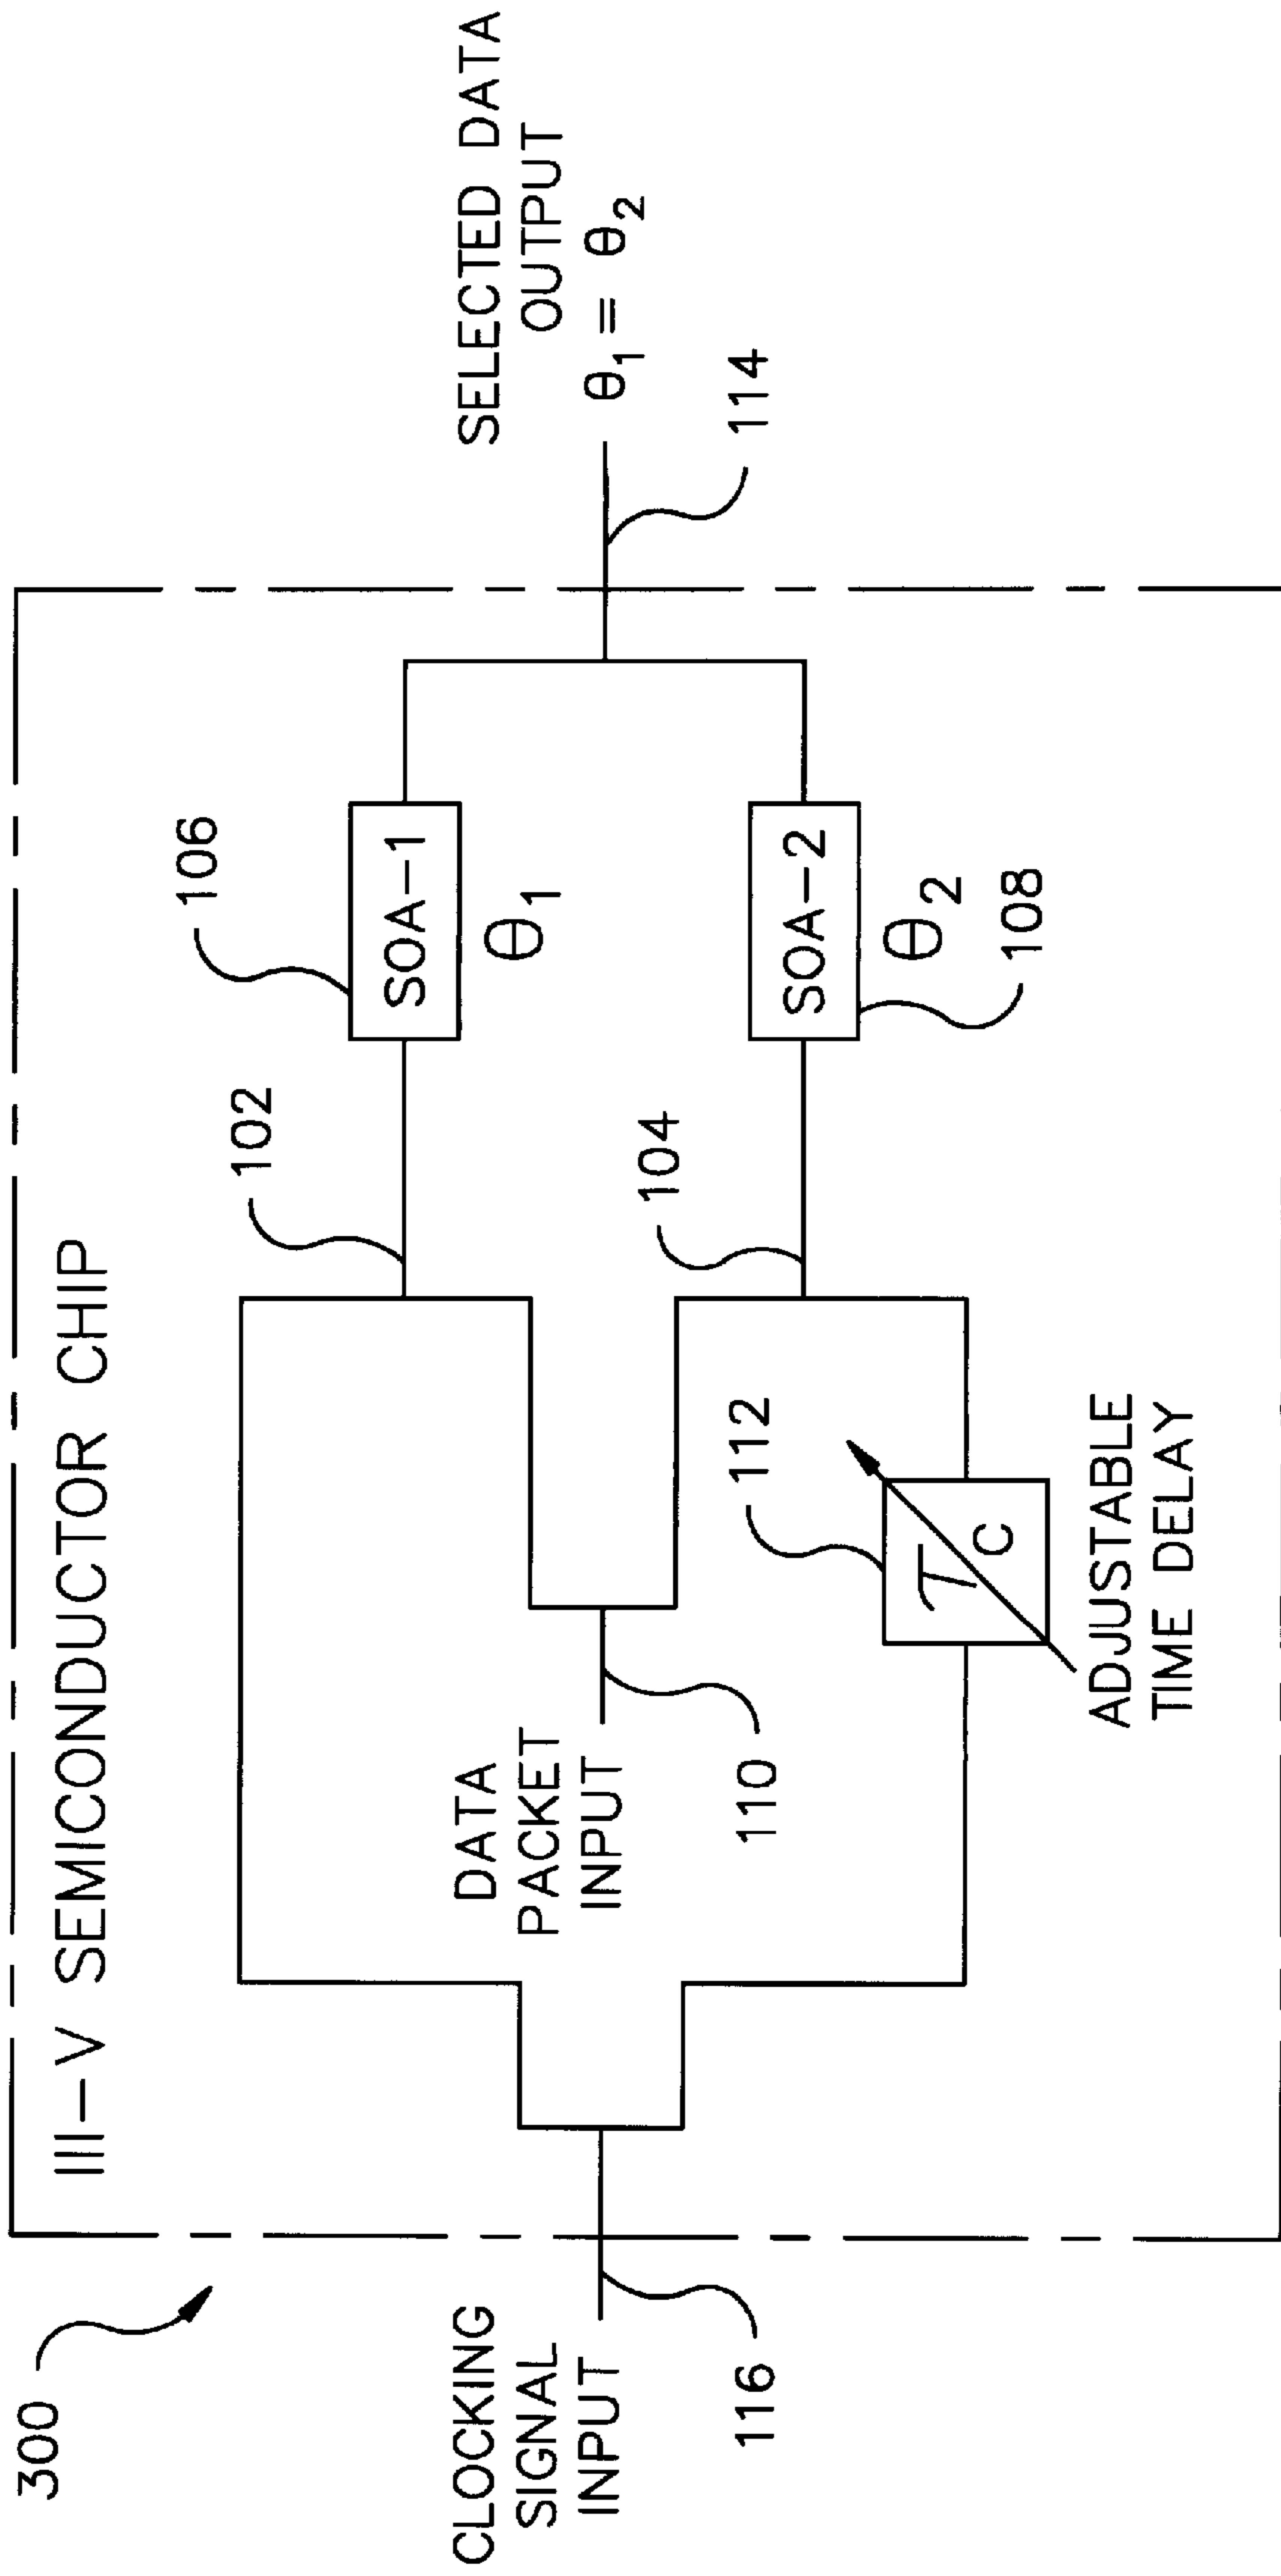 300
III-V SEMICONDUCTOR CHIP
CLOCKING
SIGNAL
INPUT
116
DATA
PACKET
INPUT
110
102
104
106
SOA-1
θ1
SOA-2
θ2
108
112
τC
ADJUSTABLE
TIME DELAY
SELECTED DATA
OUTPUT
θ1 = θ2
114